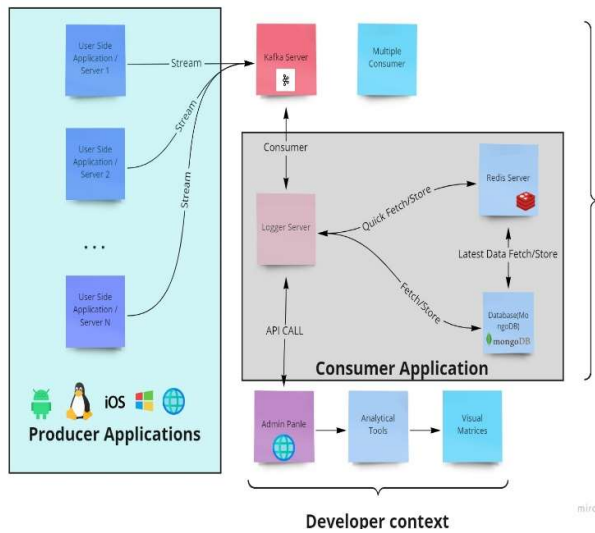 User Side
Application /
Server 1
Stream
Kafka Server
Multiple
Consumer
User Side
Application /
Server 2
Stream
Stream
Consumer
...
Logger Server
Quick Fetch/Store
Redis Server
Latest Data Fetch/Store
User Side
Application /
Server N
Fetch/Store
Database(Mo
ngoDB)
mongoDB
API CALL
Consumer Application
iOS
Producer Applications
Admin Panle
Analytical
Tools
Visual
Matrices
Developer context
miro